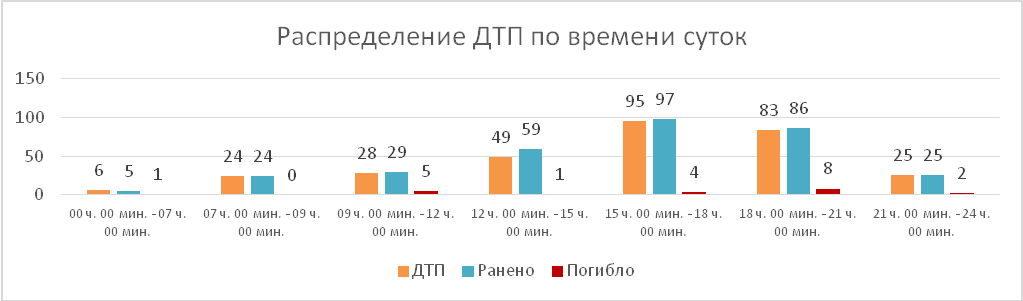 Распределение ДТП по времени суток
150
100
50
0
6 5 1
24 24 0
28 29 5
49 59 1
95 97 4
83 86 8
25 25 2
00 ч. 00 мин. -07 ч.
00 мин.
07 ч. 00 мин. -09 ч.
00 мин.
09 ч. 00 мин. -12 ч.
00 мин.
12 ч. 00 мин. -15 ч.
00 мин.
15 ч. 00 мин. -18 ч.
00 мин.
18 ч. 00 мин. -21 ч.
00 мин.
21 ч. 00 мин. -24 ч.
00 мин.
ДТП Ранено Погибло